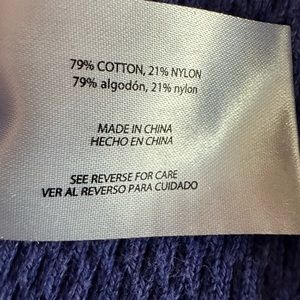 79% COTTON, 21% NYLON
79% algodón, 21% nylon
MADE IN CHINA
HECHO EN CHINA
SEE REVERSE FOR CARE
VER AL REVERSO PARA CUIDADO